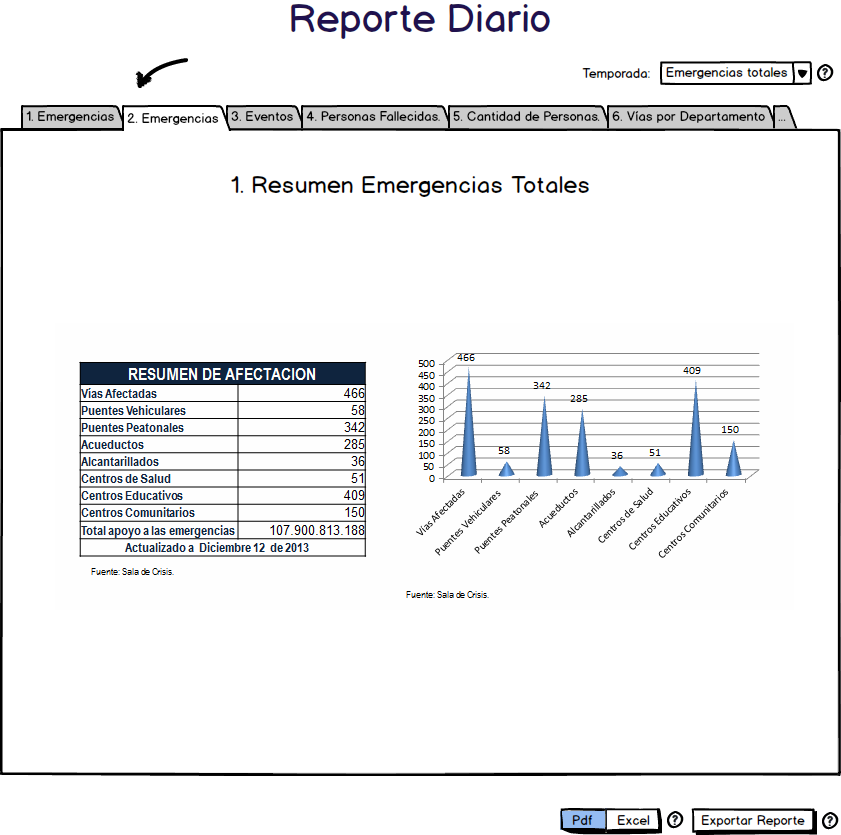 Reporte Diario
Temporada: Emergencias totales ?
1. Emergencias 2. Emergencias 3. Eventos 4. Personas Fallecidas. 5. Cantidad de Personas. 6. Vías por Departamento ...
1. Resumen Emergencias Totales
RESUMEN DE AFECTACION
Vias Afectadas 466
Puentes Vehiculares 58
Puentes Peatonales 342
Acueductos 285
Alcantarillados 36
Centros de Salud 51
Centros Educativos 409
Centros Comunitarios 150
Total apoyo a las emergencias 107.900.813.188
Actualizado a Diciembre 12 de 2013
Fuente: Sala de Crisis.
500
450
400
350
300
250
200
150
100
50
0
466
58
342
285
36
51
409
150
Vías Afectadas
Puentes Vehiculares
Puentes Peatonales
Acueductos
Alcantarillados
Centros de Salud
Centros Educativos
Centros Comunitarios
Fuente: Sala de Crisis.
Pdf Excel ? Exportar Reporte ?